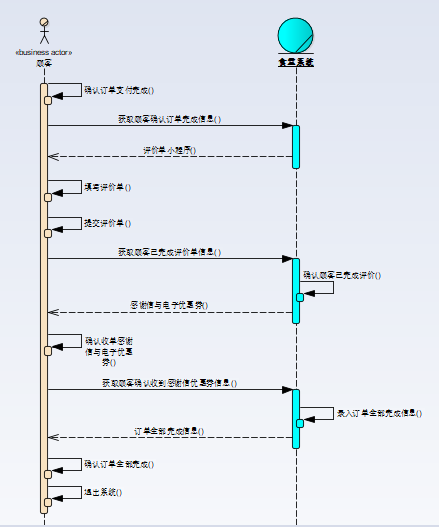 «business actor»
顾客
食堂系统
确认订单支付完成()
获取顾客确认订单完成信息()
评价单小程序()
填写评价单()
提交评价单()
获取顾客已完成评价单信息()
确认顾客已完成评价()
感谢信与电子优惠券()
确认收单感谢
信与电子优惠
券()
获取顾客确认收到感谢信优惠券信息()
录入订单全部完成信息()
订单全部完成信息()
确认订单全部完成()
退出系统()